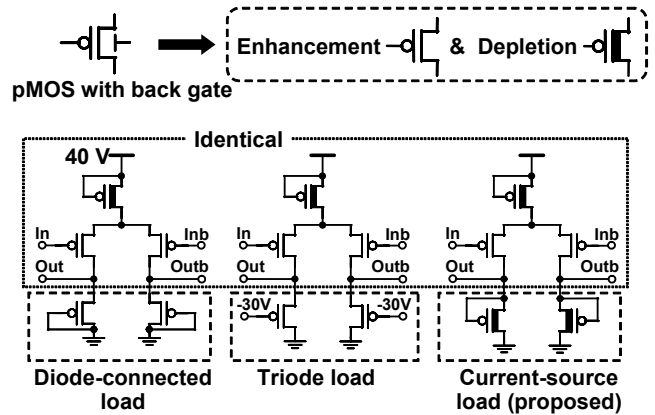 Enhancement & Depletion
pMOS with back gate
Identical
40 V
In Inb In Inb In Inb
Out Outb Out Outb Out Outb
-30V -30V
Diode-connected Triode load Current-source
load load (proposed)